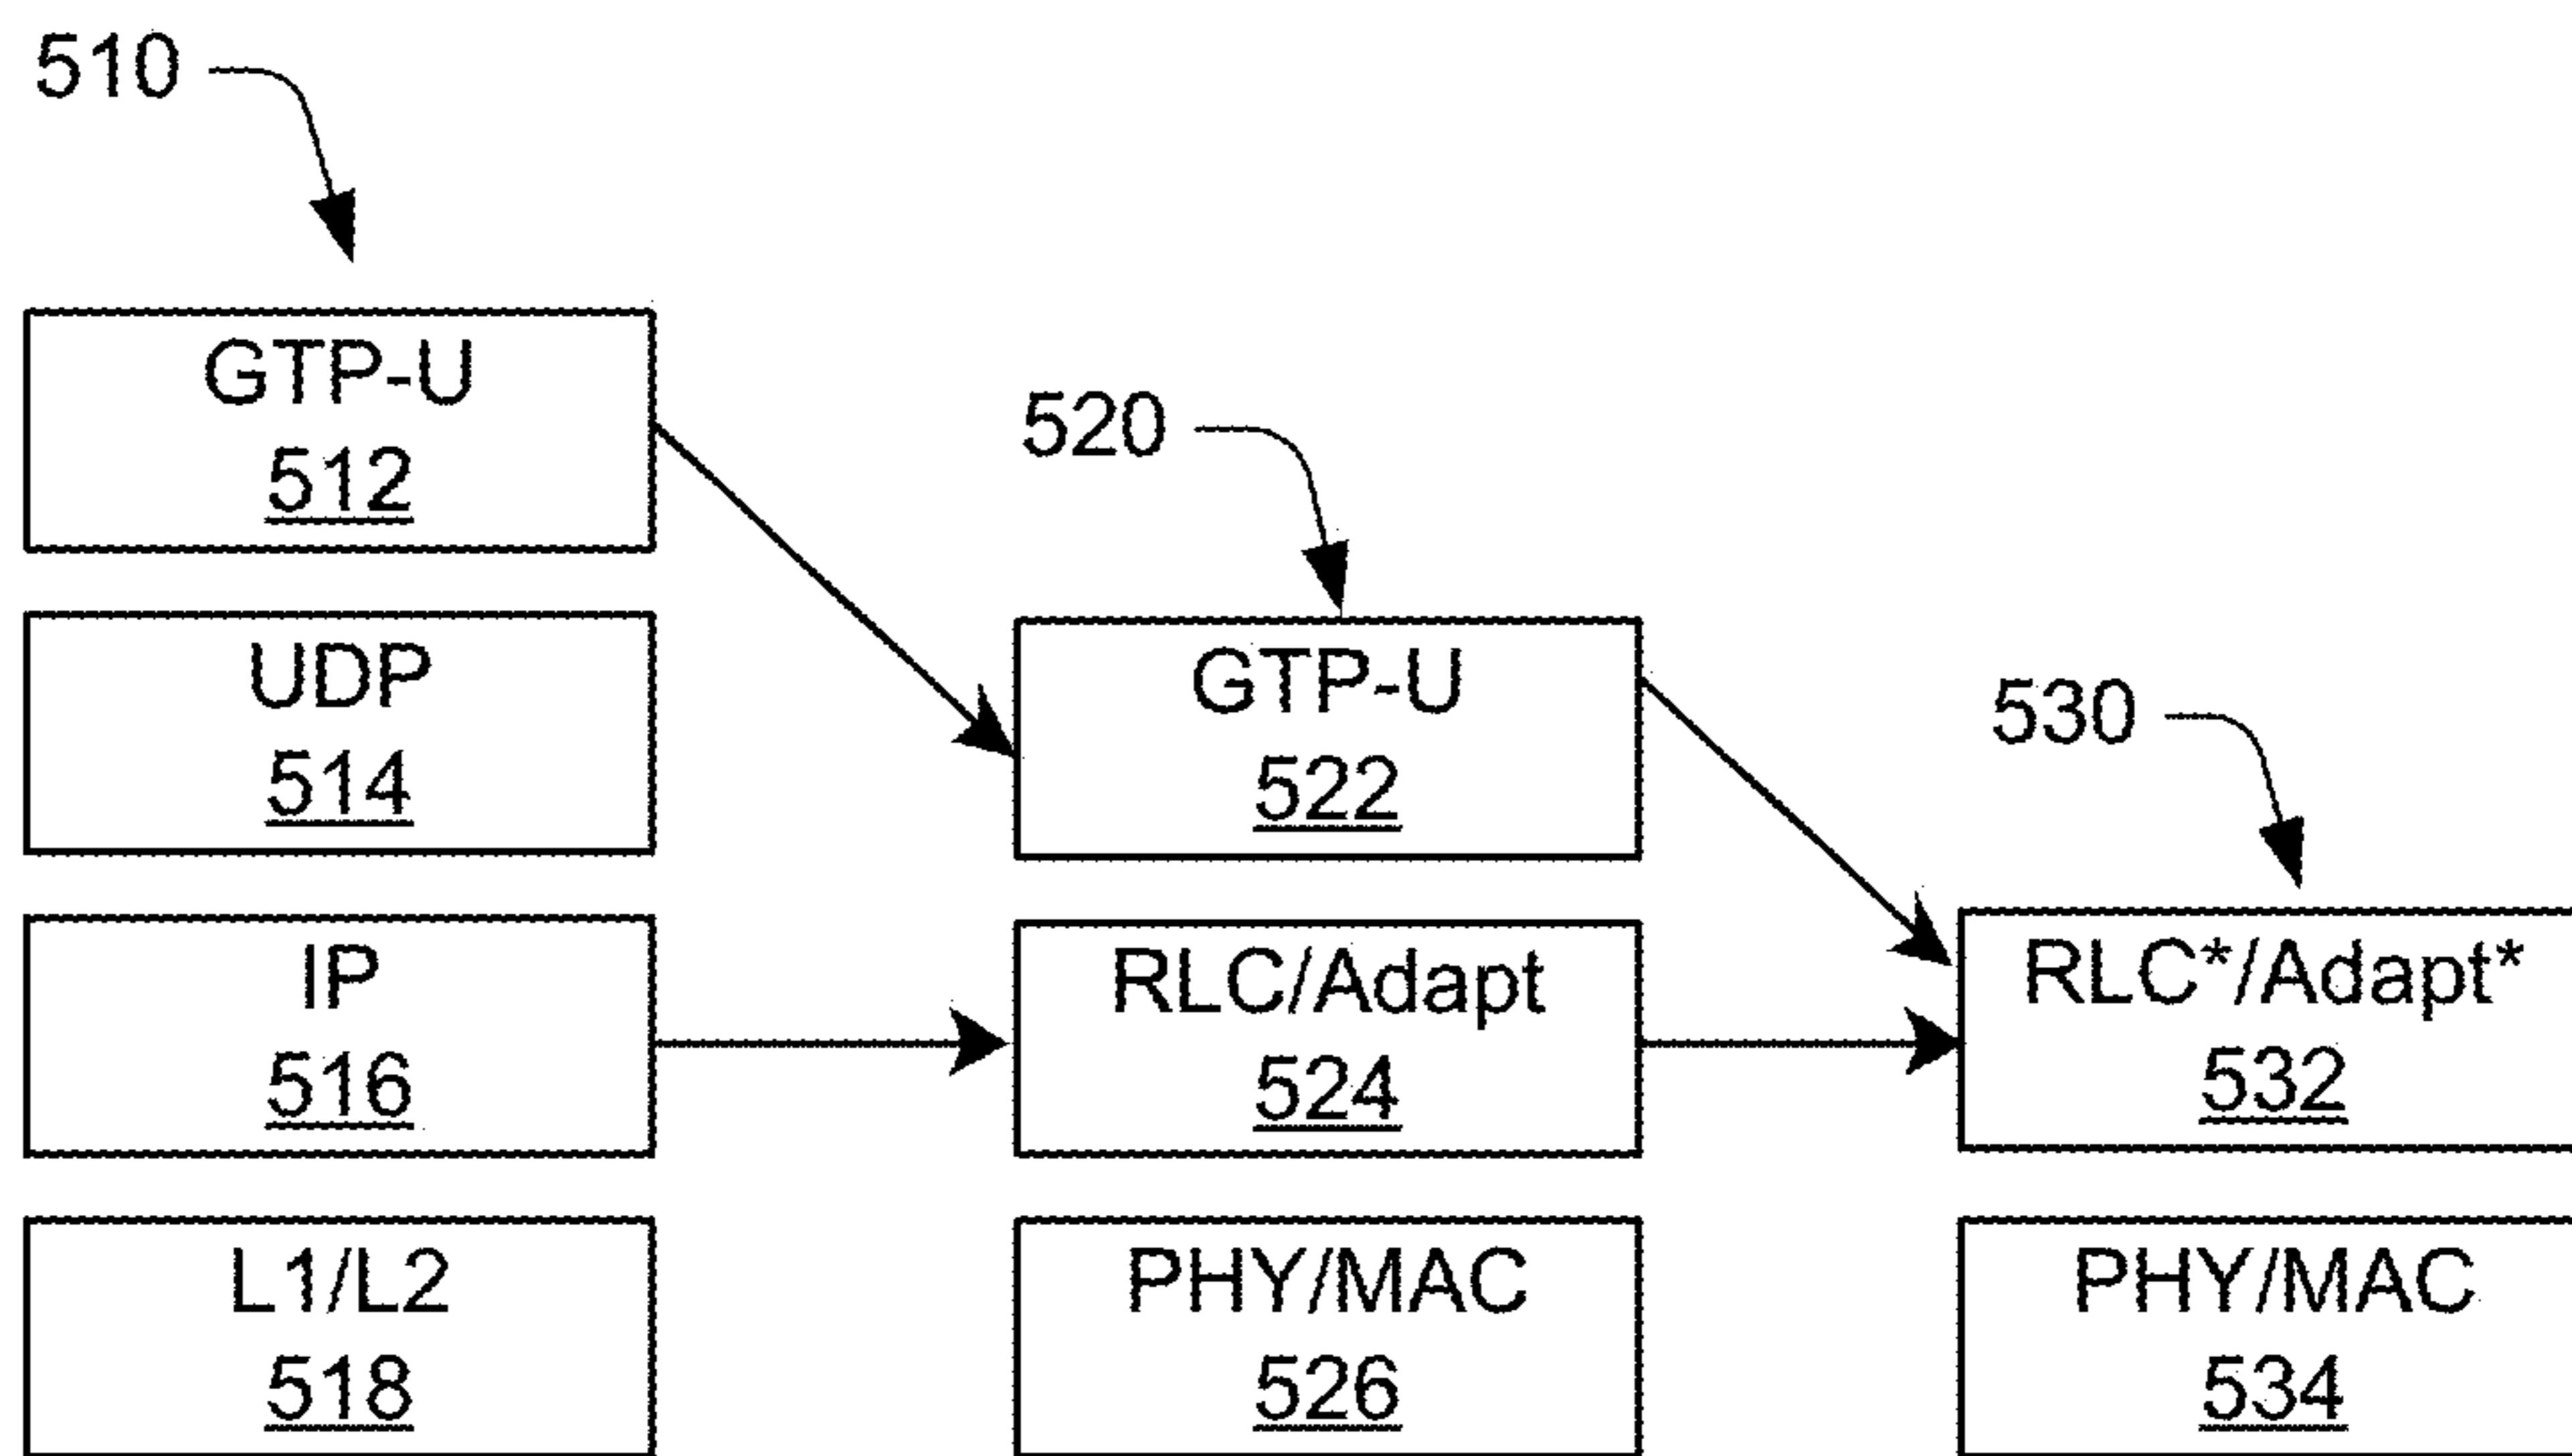 510
GTP-U
512
UDP
514
IP
516
L1/L2
518
520
GTP-U
522
RLC/Adapt
524
PHY/MAC
526
530
RLC*/Adapt*
532
PHY/MAC
534